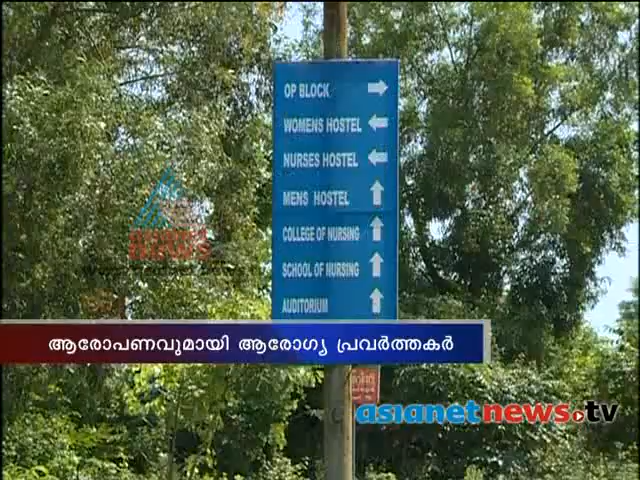 OP BLOCK
WOMENS HOSTEL
NURSES HOSTEL
MENS HOSTEL
COLLEGE OF NURSING
SCHOOL OF NURSING
AUDITORIUM
NEWS
ആരോപണവുമായി ആരോഗ്യ പ്രവർത്തകർ
asianetnews.tv